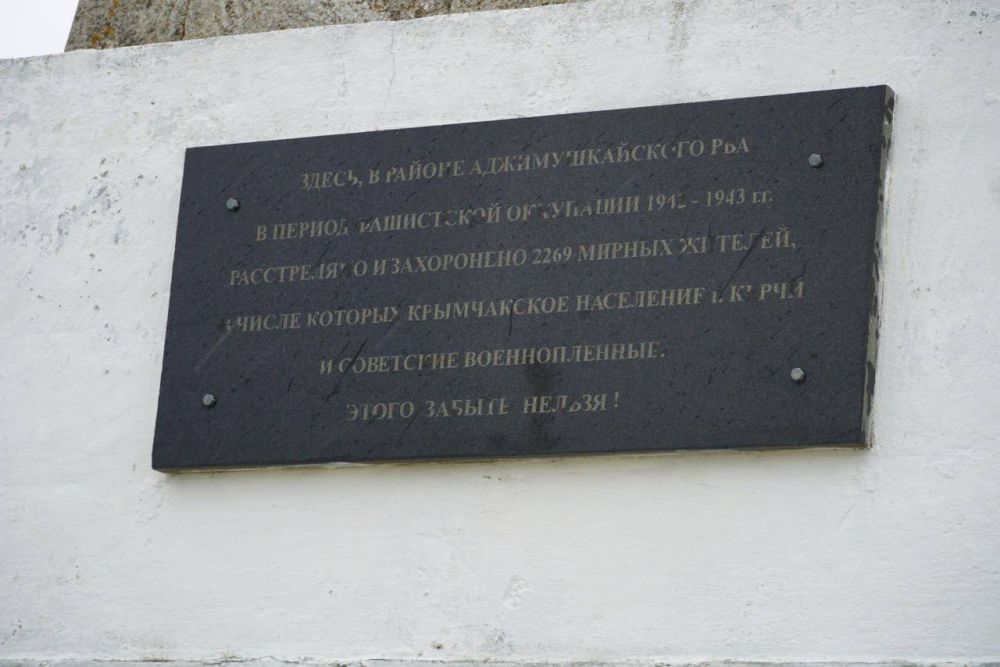 ЗДЕСЬ, В РАЙОНЕ АДЖИМУШКАЙСКОГО РВА
В ПЕРИОД ФАШИСТСКОЙ ОККУПАЦИИ 1942 - 1943 гг.
РАССТРЕЛЯНО И ЗАХОРОНЕНО 2269 МИРНЫХ ЖИТЕЛЕЙ,
В ЧИСЛЕ КОТОРЫХ КРЫМЧАКСКОЕ НАСЕЛЕНИЕ г. КЕРЧИ
И СОВЕТСКИЕ ВОЕННОПЛЕННЫЕ.
ЭТОГО ЗАБЫТЬ НЕЛЬЗЯ !